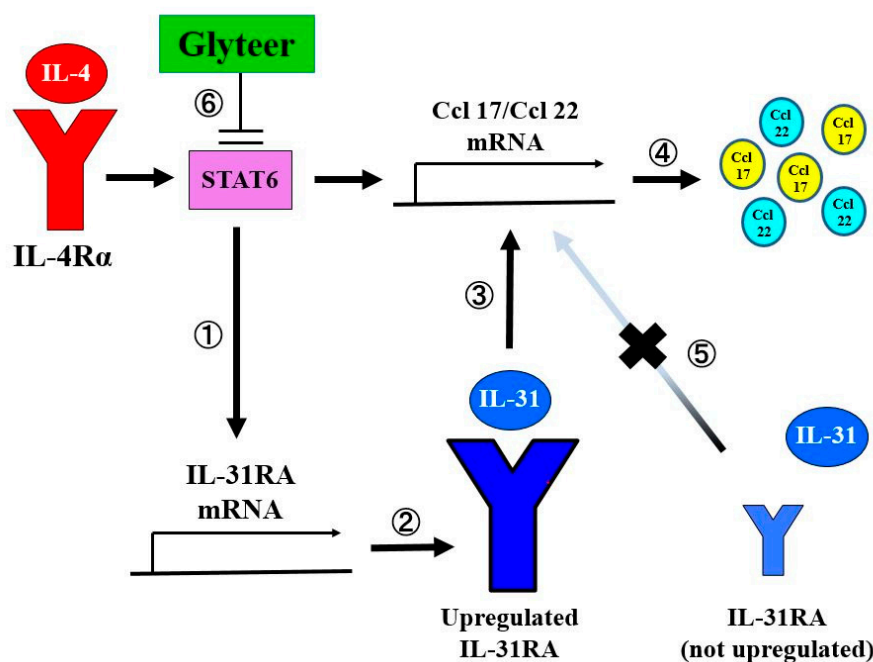 Glyteer
IL-4
⑥
STAT6
IL-4Rα
Ccl 17/Ccl 22
mRNA
④
Ccl
22
Ccl
17
Ccl
17
Ccl
17
Ccl
22
Ccl
22
①
③
⑤
IL-31
IL-31
IL-31RA
mRNA
②
Upregulated
IL-31RA
IL-31RA
(not upregulated)